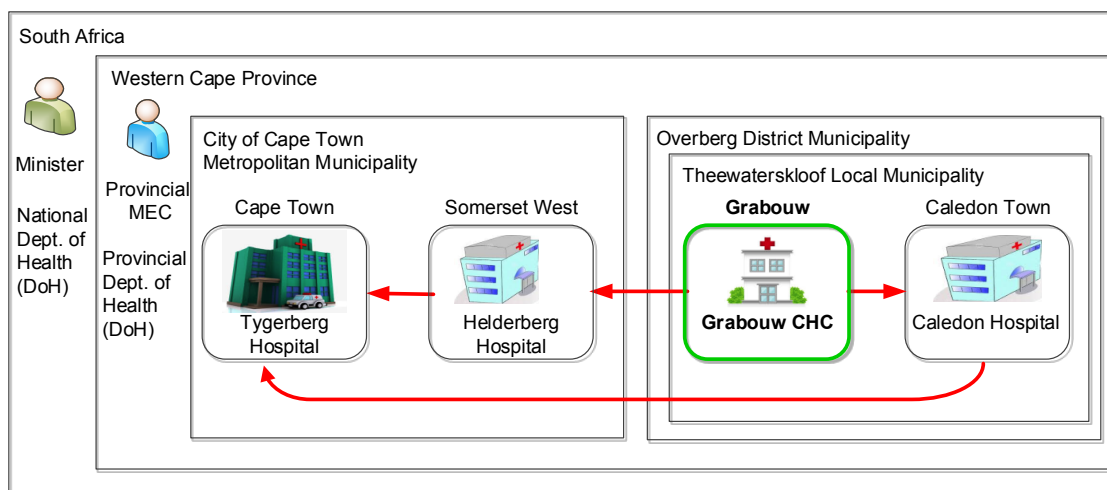 South Africa
Western Cape Province
Minister
National
Dept. of
Health
(DoH)
Provincial
MEC
Provincial
Dept. of
Health
(DoH)
City of Cape Town
Metropolitan Municipality
Cape Town
Tygerberg
Hospital
Somerset West
Helderberg
Hospital
Overberg District Municipality
Theewaterskloof Local Municipality
Grabouw
Grabouw CHC
Caledon Town
Caledon Hospital